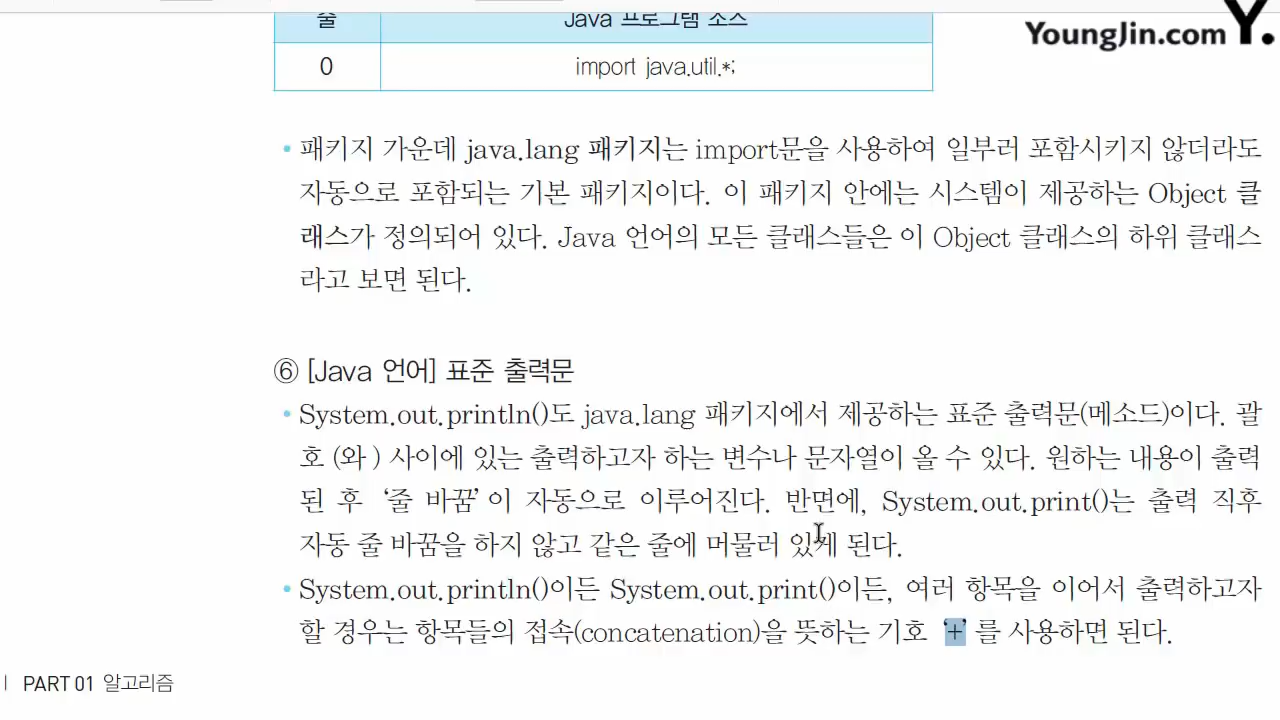 줄 Java 프로그램 소스
YoungJin.com Y.
0 import java.util.*;
• 패키지 가운데 java.lang 패키지는 import문을 사용하여 일부러 포함시키지 않더라도
자동으로 포함되는 기본 패키지이다. 이 패키지 안에는 시스템이 제공하는 Object 클
래스가 정의되어 있다. Java 언어의 모든 클래스들은 이 Object 클래스의 하위 클래스
라고 보면 된다.
⑥ [Java 언어] 표준 출력문
• System.out.println()도 java.lang 패키지에서 제공하는 표준 출력문(메소드)이다. 괄
호 (와 ) 사이에 있는 출력하고자 하는 변수나 문자열이 올 수 있다. 원하는 내용이 출력
된 후 ‘줄 바꿈’이 자동으로 이루어진다. 반면에, System.out.print()는 출력 직후
자동 줄 바꿈을 하지 않고 같은 줄에 머물러 있게 된다.
• System.out.println()이든 System.out.print()이든, 여러 항목을 이어서 출력하고자
할 경우는 항목들의 접속(concatenation)을 뜻하는 기호 ‘+’를 사용하면 된다.
| PART 01 알고리즘